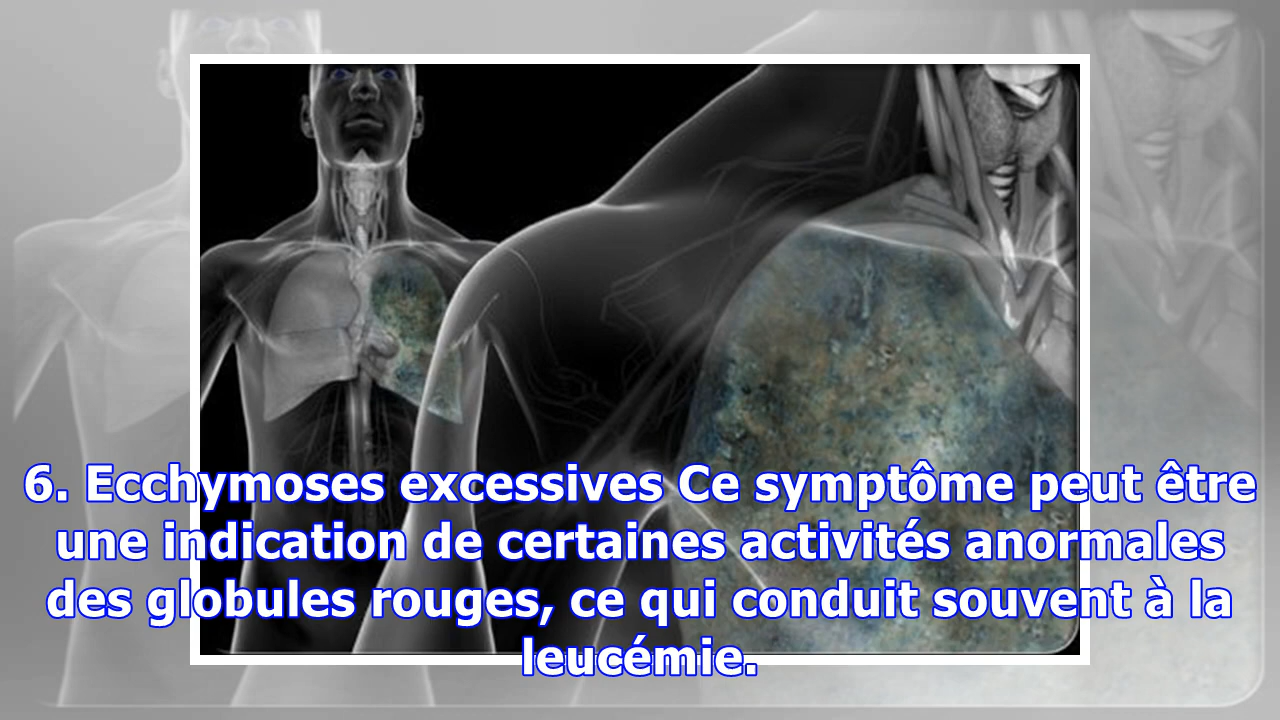 6. Ecchymoses excessives Ce symptôme peut être
une indication de certaines activités anormales
des globules rouges, ce qui conduit souvent à la
leucémie.